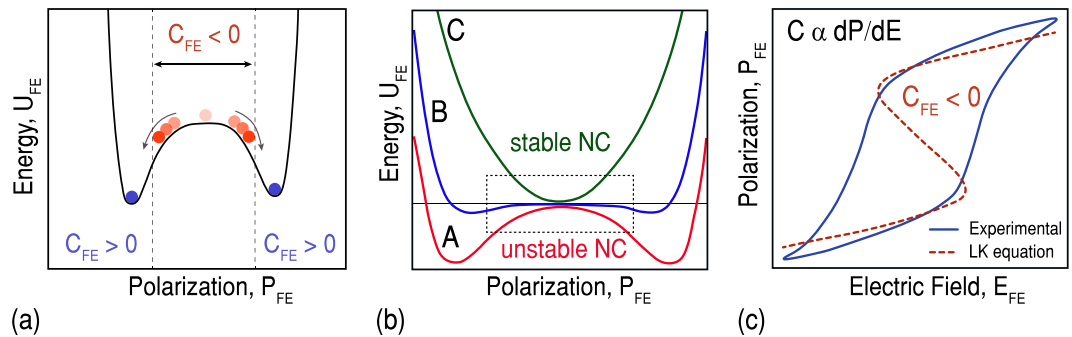 C_FE < 0
Energy, U_FE
C_FE > 0
C_FE > 0
Polarization, P_FE
(a)
C
B
A
stable NC
unstable NC
Energy, U_FE
Polarization, P_FE
(b)
C α dP/dE
C_FE < 0
Polarization, P_FE
Experimental
LK equation
Electric Field, E_FE
(c)